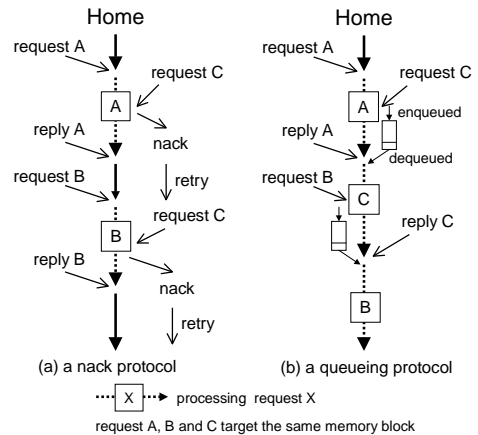 Home
request A
request C
A
nack
reply A
request B
retry
request C
B
reply B
nack
retry
(a) a nack protocol
Home
request A
request C
A
enqueued
reply A
dequeued
request B
C
reply C
B
(b) a queueing protocol
X
processing request X
request A, B and C target the same memory block